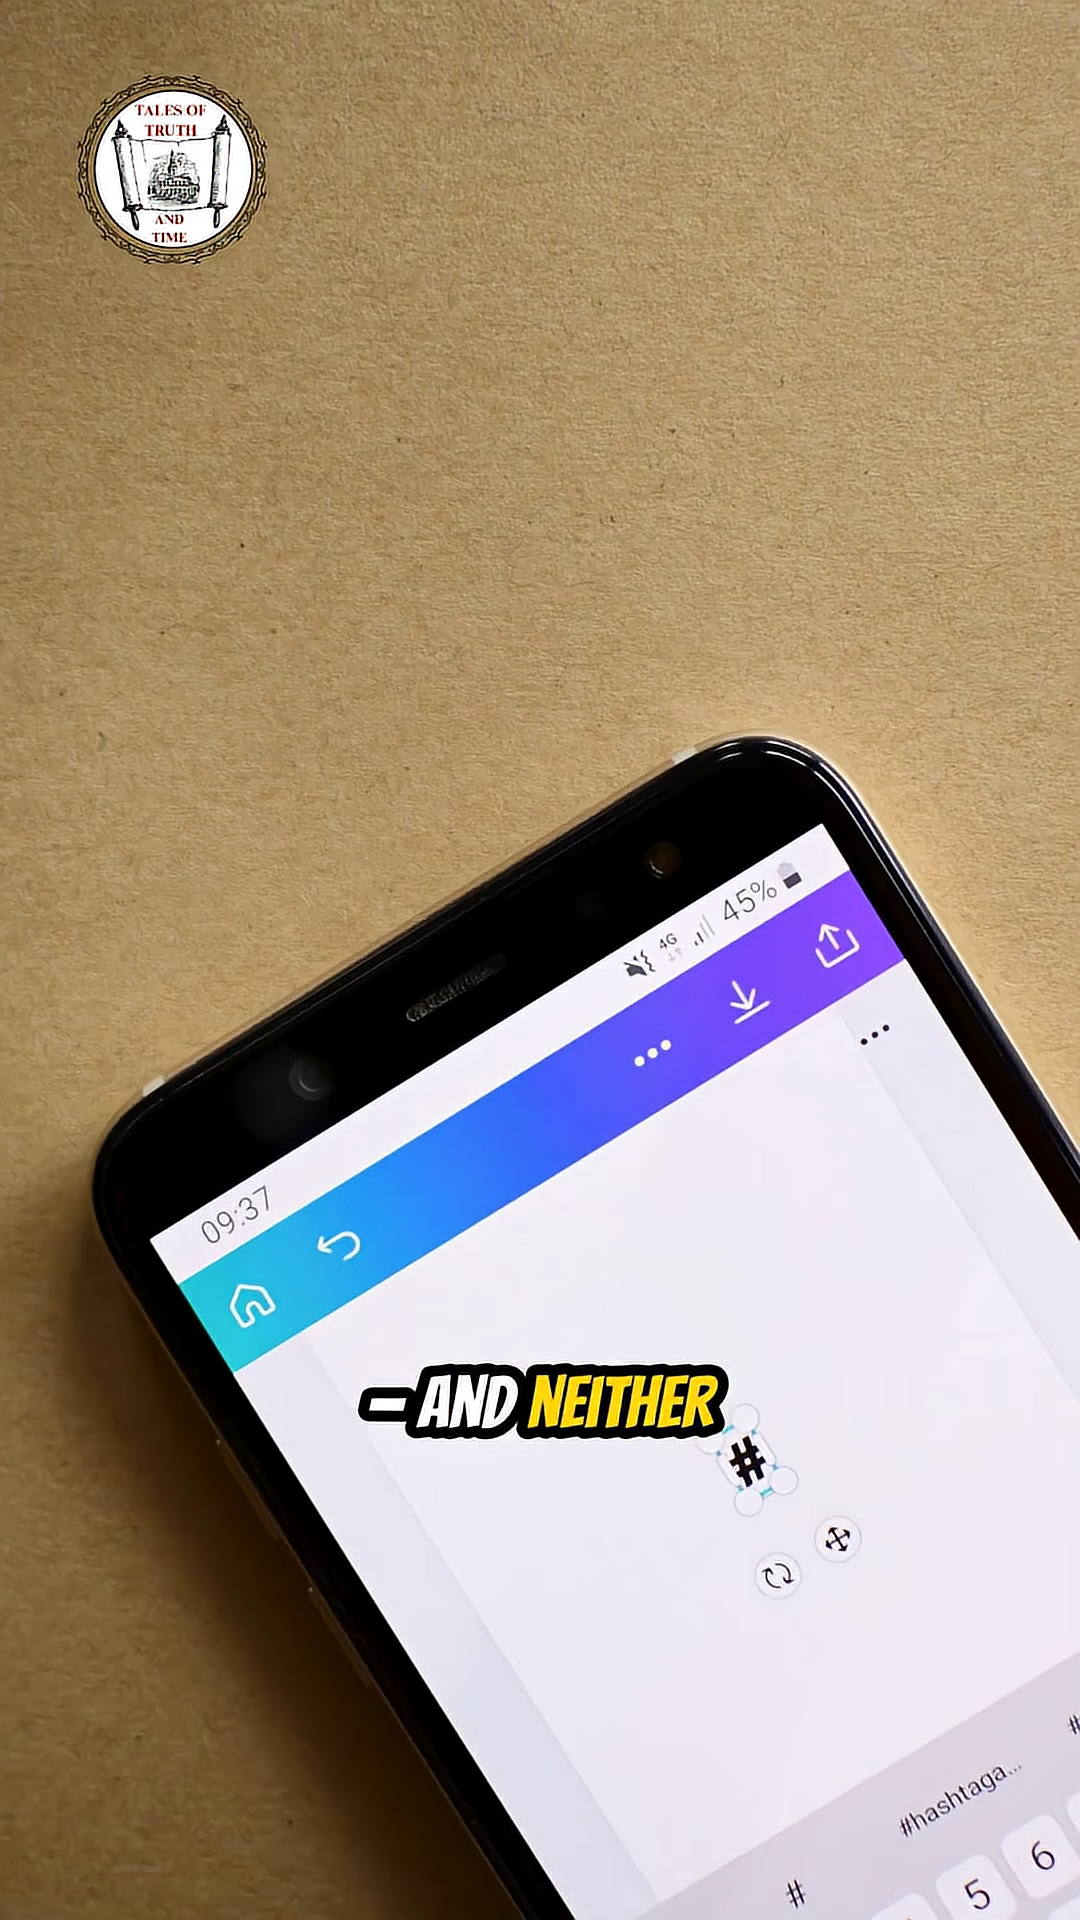 TALES OF
TRUTH
AND
TIME
4G
45%
09:37
– AND NEITHER
#
#hashtaga...
#
#
5
6